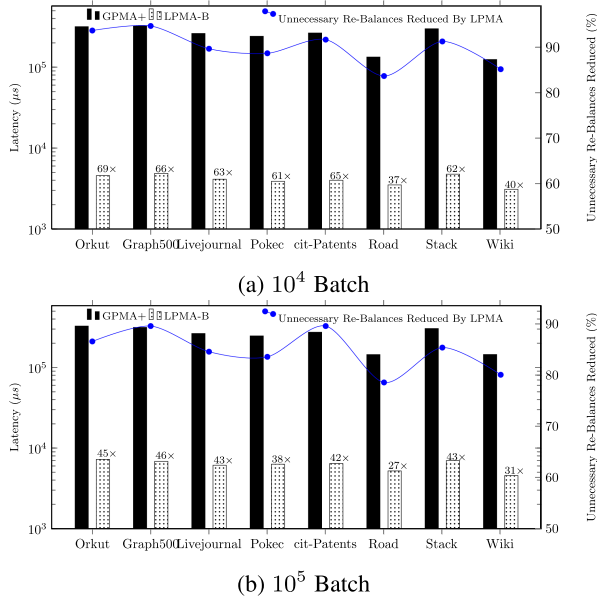 GPMA+ LPMA-B Unnecessary Re-Balances Reduced By LPMA
Latency (μs)
10^5
10^4
10^3
90
80
70
60
50
Unnecessary Re-Balances Reduced (%)
69× 66× 63× 61× 65× 37× 62× 40×
Orkut Graph500 Livejournal Pokec cit-Patents Road Stack Wiki
(a) 10^4 Batch
GPMA+ LPMA-B Unnecessary Re-Balances Reduced By LPMA
Latency (μs)
10^5
10^4
10^3
90
80
70
60
50
Unnecessary Re-Balances Reduced (%)
45× 46× 43× 38× 42× 27× 43× 31×
Orkut Graph500 Livejournal Pokec cit-Patents Road Stack Wiki
(b) 10^5 Batch